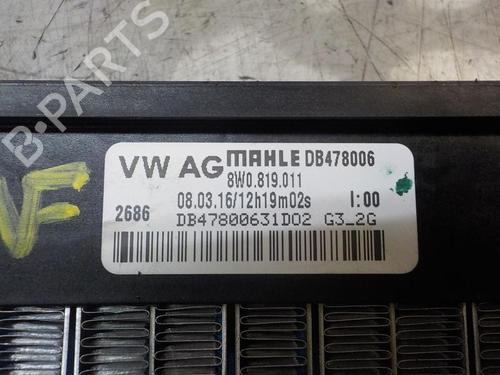 B-PARTS
VW AG MAHLE DB478006
8W0.819.011
08.03.16/12h19m02s I:00
2686
DB47800631D02 G3_2G
VF